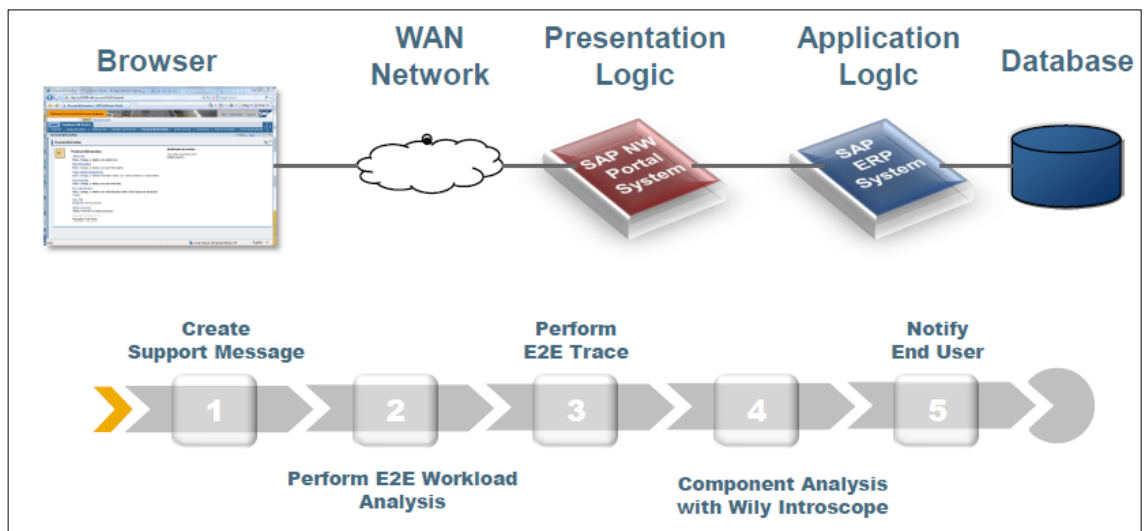 Browser
WAN
Network
Presentation
Logic
Application
LogIc
Database
SAP NW
Portal
System
SAP
ERP
System
Create
Support Message
Perform
E2E Trace
Notify
End User
1
2
3
4
5
Perform E2E Workload
Analysis
Component Analysis
with Wily Introscope